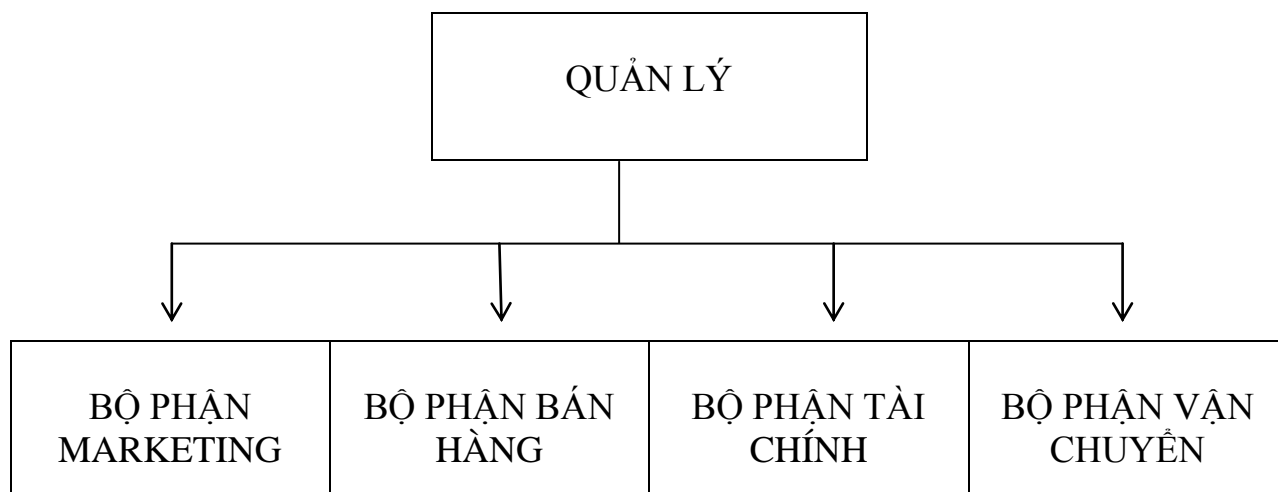 QUẢN LÝ
BỘ PHẬN
MARKETING
BỘ PHẬN BÁN
HÀNG
BỘ PHẬN TÀI
CHÍNH
BỘ PHẬN VẬN
CHUYỂN